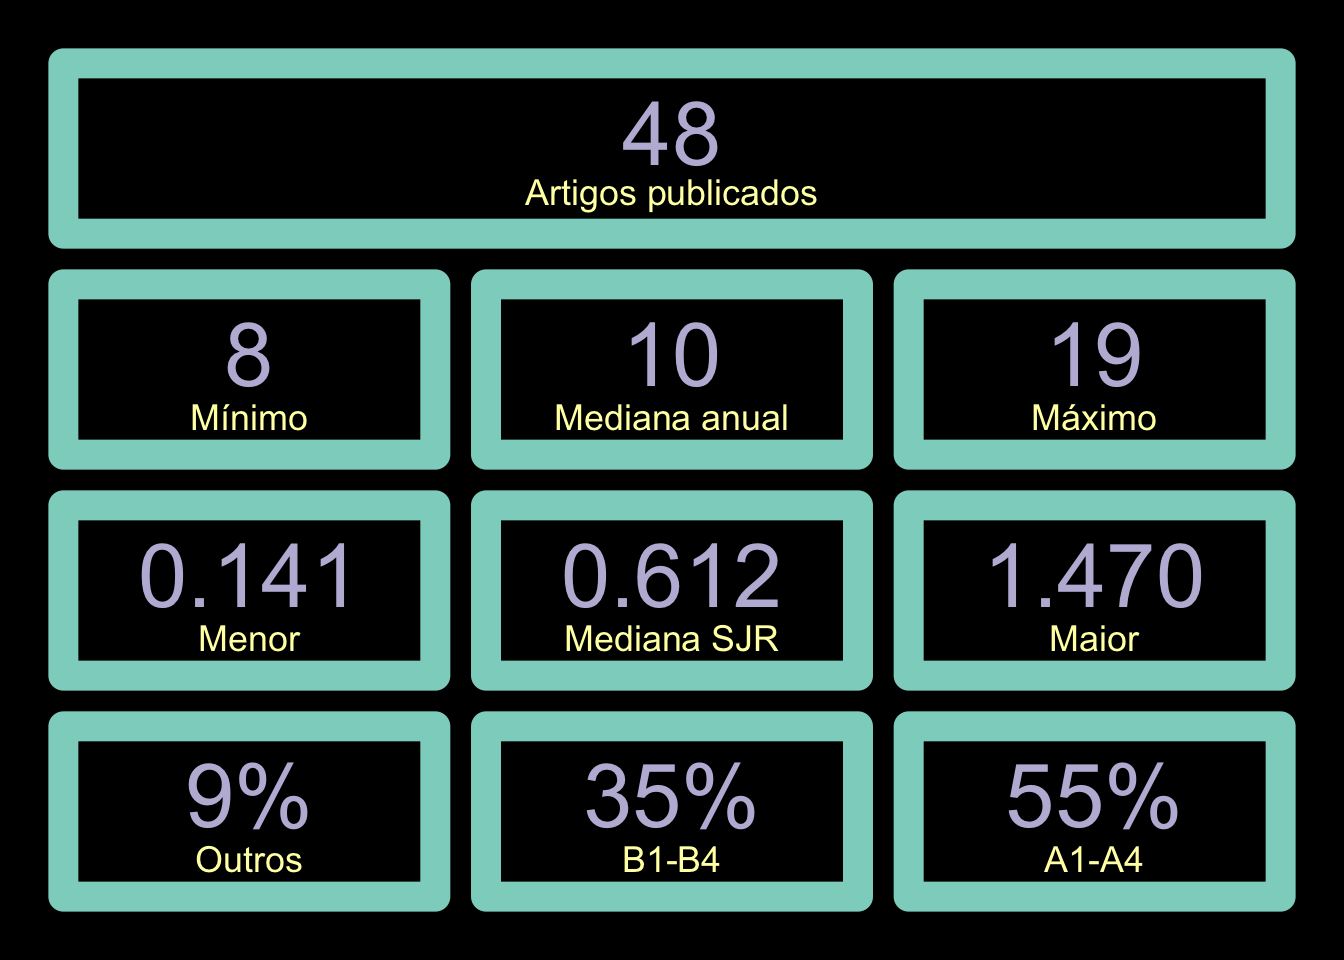 48
Artigos publicados
8
Mínimo
10
Mediana anual
19
Máximo
0.141
Menor
0.612
Mediana SJR
1.470
Maior
9%
Outros
35%
B1-B4
55%
A1-A4